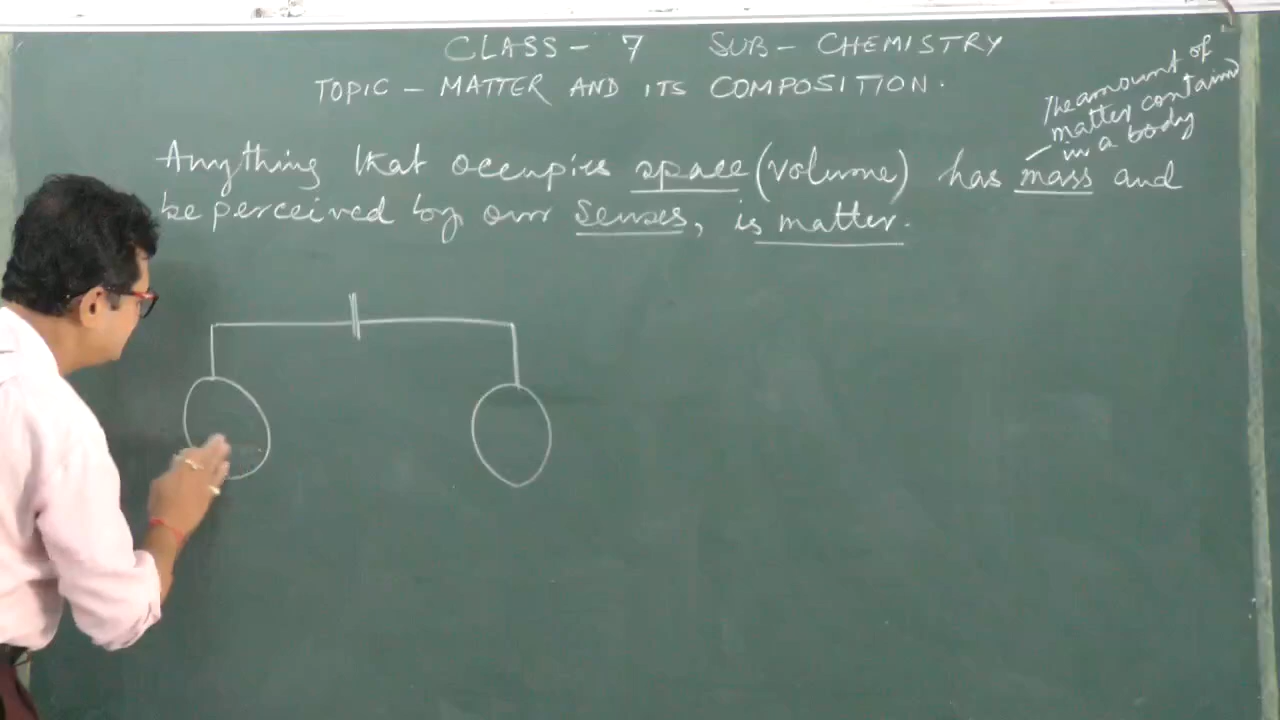 CLASS - 7 SUB - CHEMISTRY
TOPIC - MATTER AND ITS COMPOSITION.
The amount of
matter contained
in a body
Anything that occupies space (volume) has mass and
be perceived by our senses, is matter.